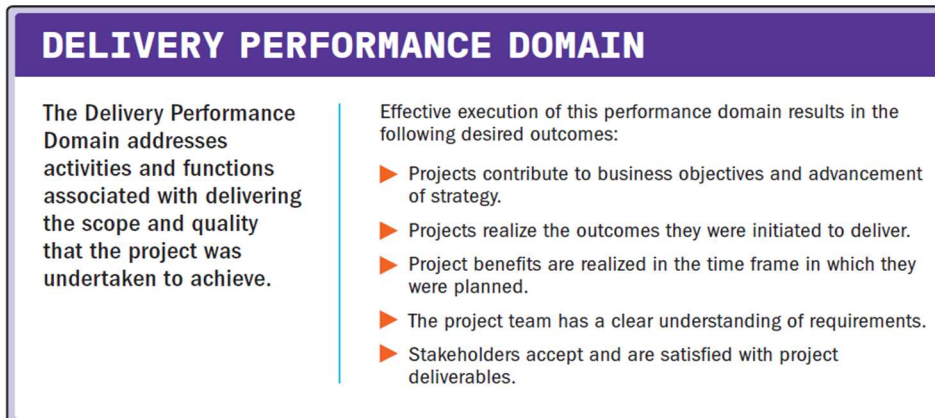 DELIVERY PERFORMANCE DOMAIN
The Delivery Performance
Domain addresses
activities and functions
associated with delivering
the scope and quality
that the project was
undertaken to achieve.
Effective execution of this performance domain results in the
following desired outcomes:
Projects contribute to business objectives and advancement
of strategy.
Projects realize the outcomes they were initiated to deliver.
Project benefits are realized in the time frame in which they
were planned.
The project team has a clear understanding of requirements.
Stakeholders accept and are satisfied with project
deliverables.